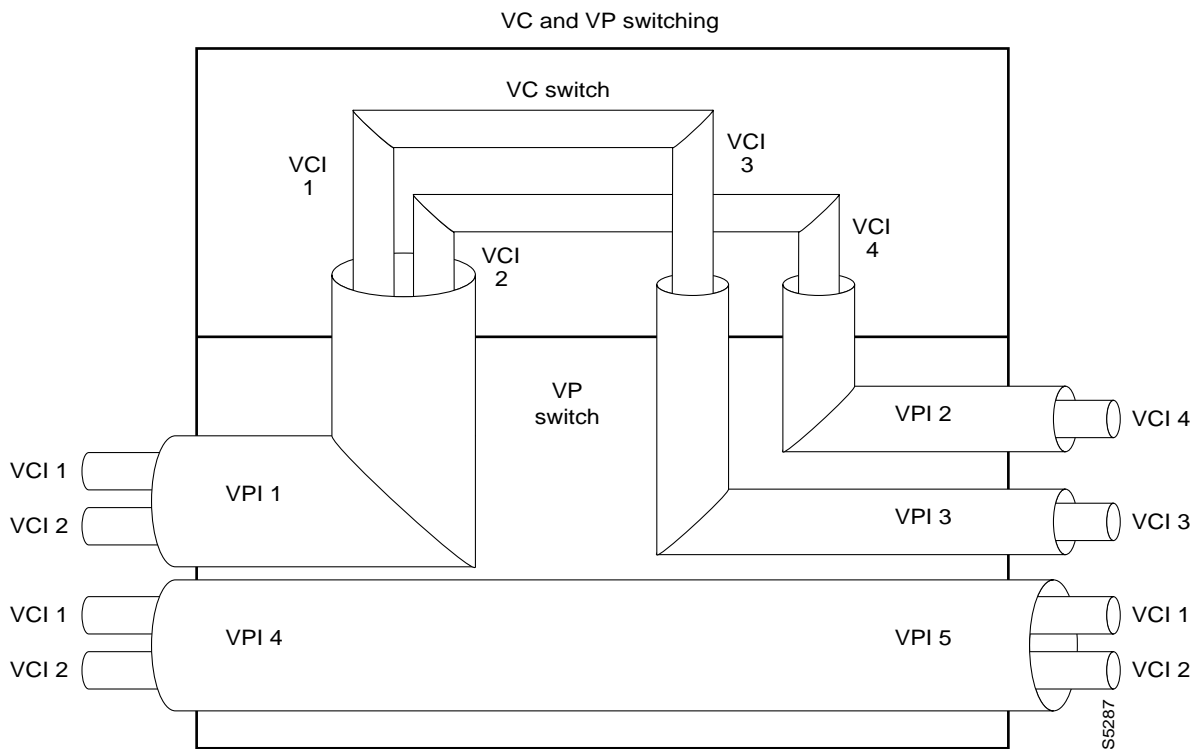 VC and VP switching
VC switch
VCI
1
VCI
3
VCI
2
VCI
4
VP
switch
VPI 2
VCI 4
VCI 1
VPI 1
VCI 2
VPI 3
VCI 3
VCI 1
VCI 1
VPI 4
VPI 5
VCI 2
VCI 2
S5287